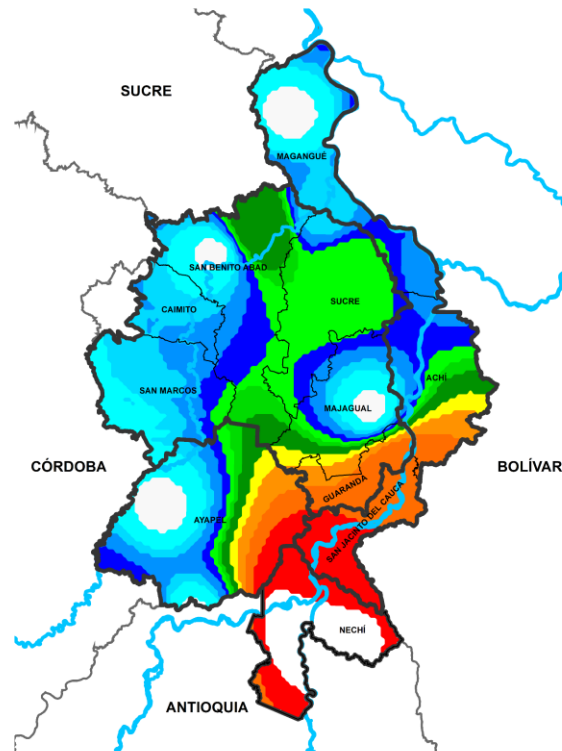 SUCRE
MAGANGUÉ
SAN BENITO ABAD
CAIMITO
SUCRE
SAN MARCOS
ACHÍ
MAJAGUAL
CÓRDOBA
BOLÍVAR
GUARANDA
AYAPEL
SAN JACINTO DEL CAUCA
NECHÍ
ANTIOQUIA